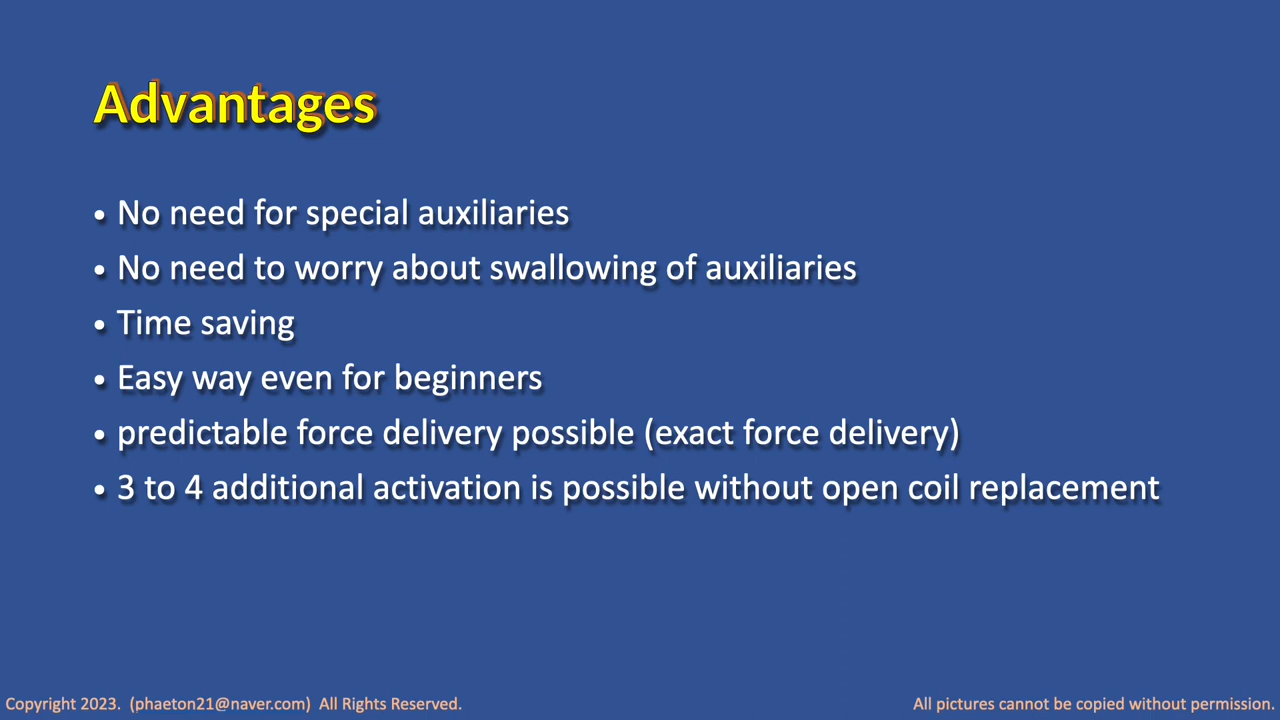 Advantages
• No need for special auxiliaries
• No need to worry about swallowing of auxiliaries
• Time saving
• Easy way even for beginners
• predictable force delivery possible (exact force delivery)
• 3 to 4 additional activation is possible without open coil replacement
Copyright 2023. (phaeton21@naver.com) All Rights Reserved.
All pictures cannot be copied without permission.